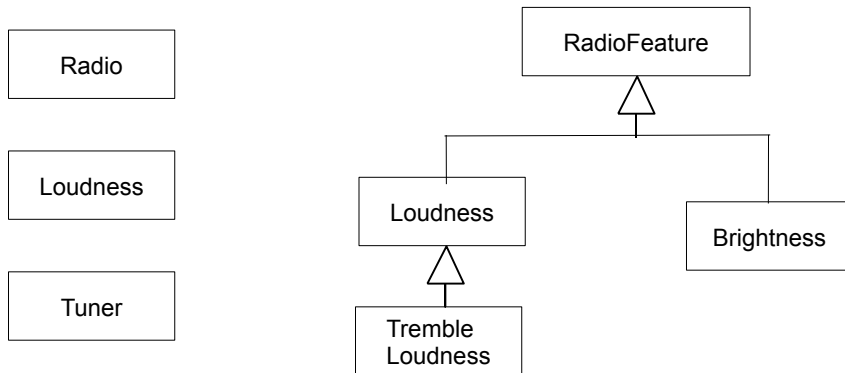 Radio
Loudness
Tuner
RadioFeature
Loudness
Brightness
Tremble
Loudness